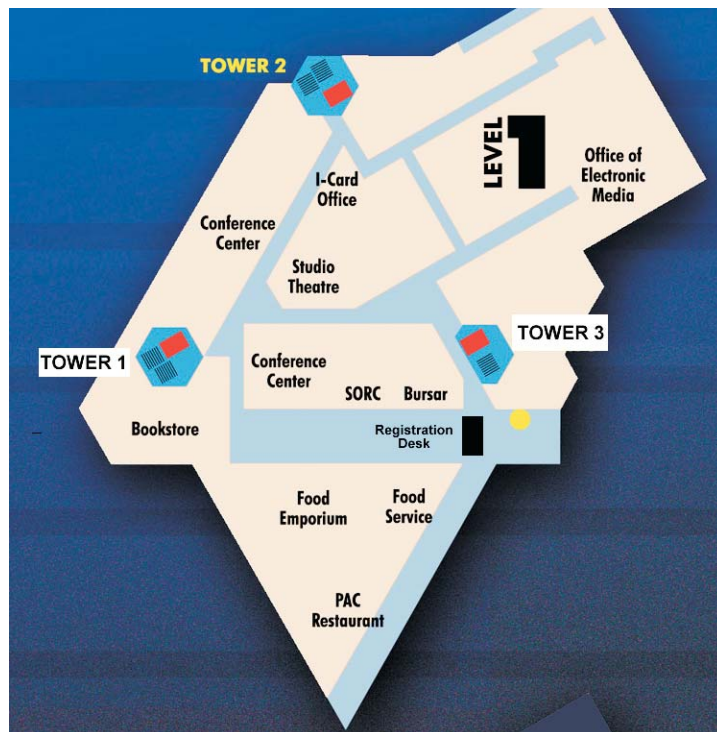 TOWER 2
LEVEL
1
Office of
Electronic
Media
I-Card
Office
Conference
Center
Studio
Theatre
TOWER 3
TOWER 1
Conference
Center
SORC
Bursar
Bookstore
Registration
Desk
Food
Emporium
Food
Service
PAC
Restaurant